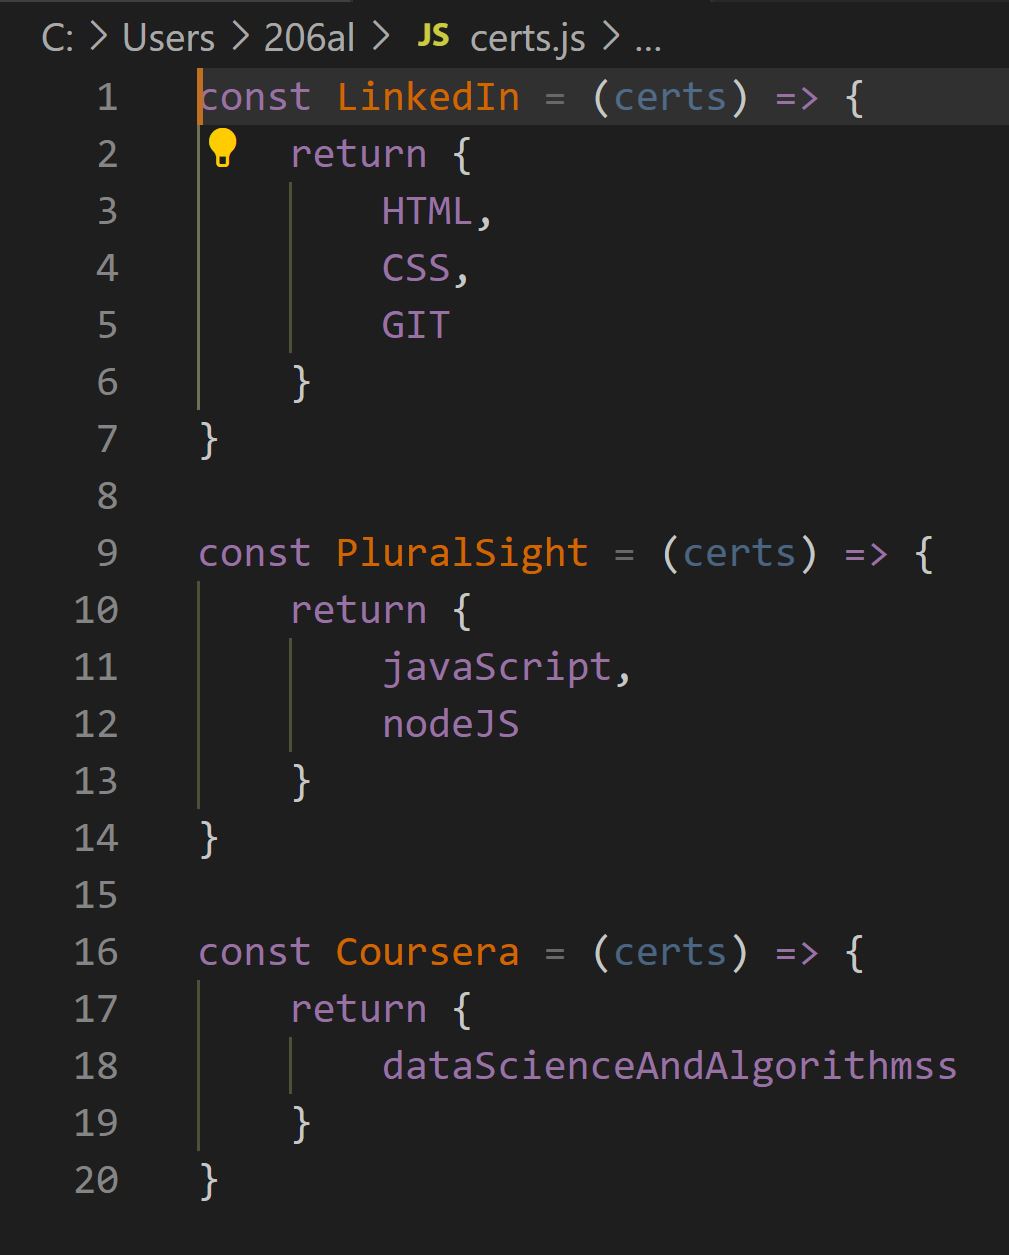 C: > Users > 206al > JS certs.js > ...
1 const LinkedIn = (certs) => {
2     return {
3         HTML,
4         CSS,
5         GIT
6     }
7 }
8
9 const PluralSight = (certs) => {
10     return {
11         javaScript,
12         nodeJS
13     }
14 }
15
16 const Coursera = (certs) => {
17     return {
18         dataScienceAndAlgorithmss
19     }
20 }